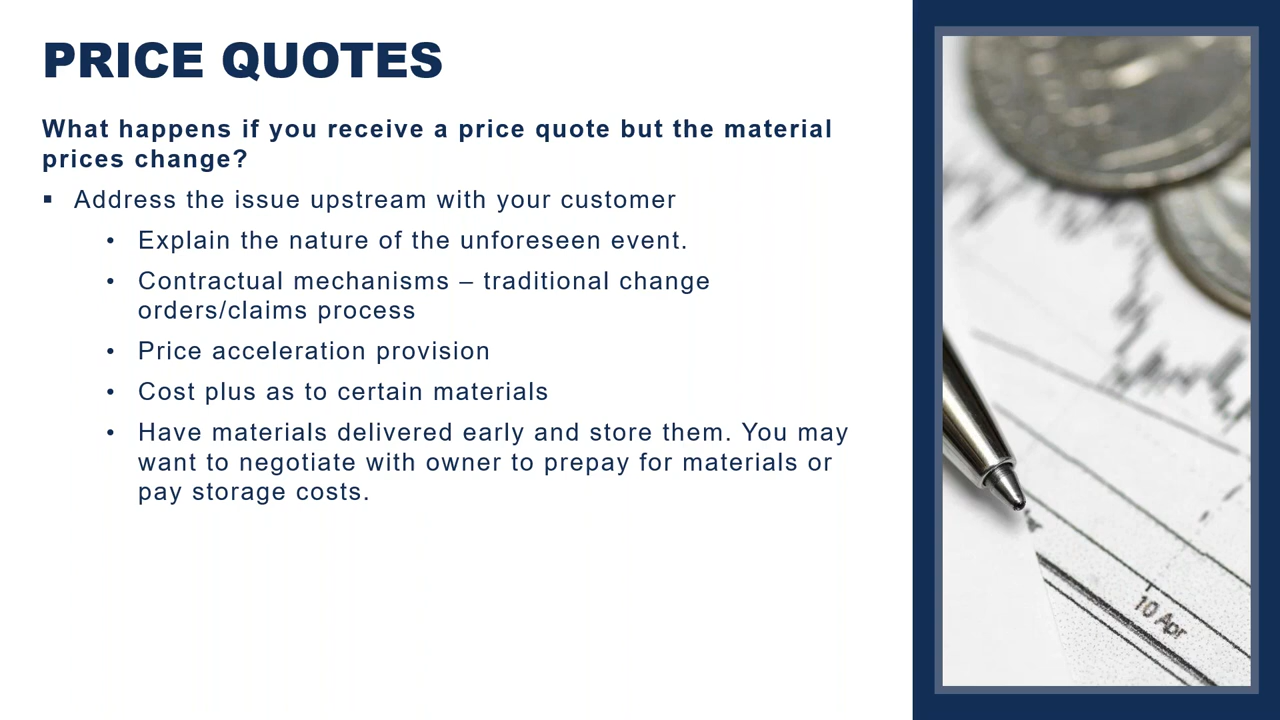 PRICE QUOTES
What happens if you receive a price quote but the material
prices change?
▪ Address the issue upstream with your customer
• Explain the nature of the unforeseen event.
• Contractual mechanisms – traditional change
orders/claims process
• Price acceleration provision
• Cost plus as to certain materials
• Have materials delivered early and store them. You may
want to negotiate with owner to prepay for materials or
pay storage costs.
10 Apr